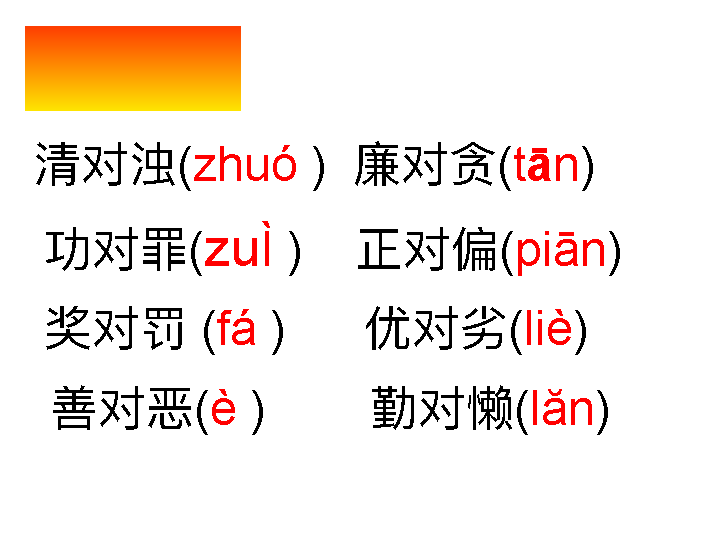 清对浊(zhuó ) 廉对贪(tān)
功对罪(zuÌ ) 正对偏(piān)
奖对罚 (fá ) 优对劣(liè)
善对恶(è ) 勤对懒(lăn)